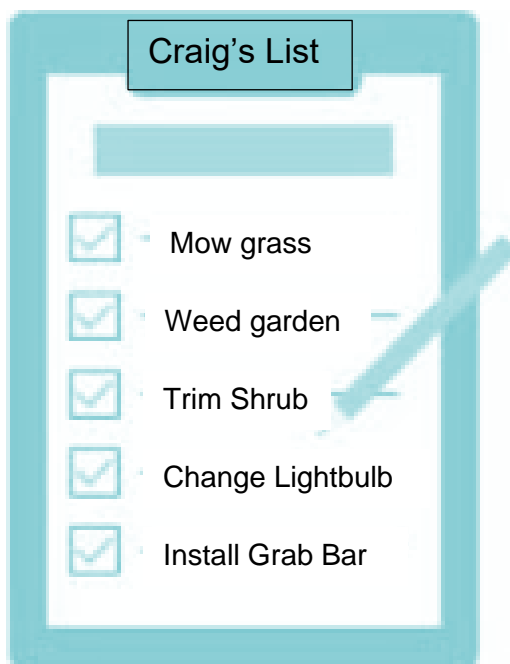 Craig's List
Mow grass
Weed garden
Trim Shrub
Change Lightbulb
Install Grab Bar